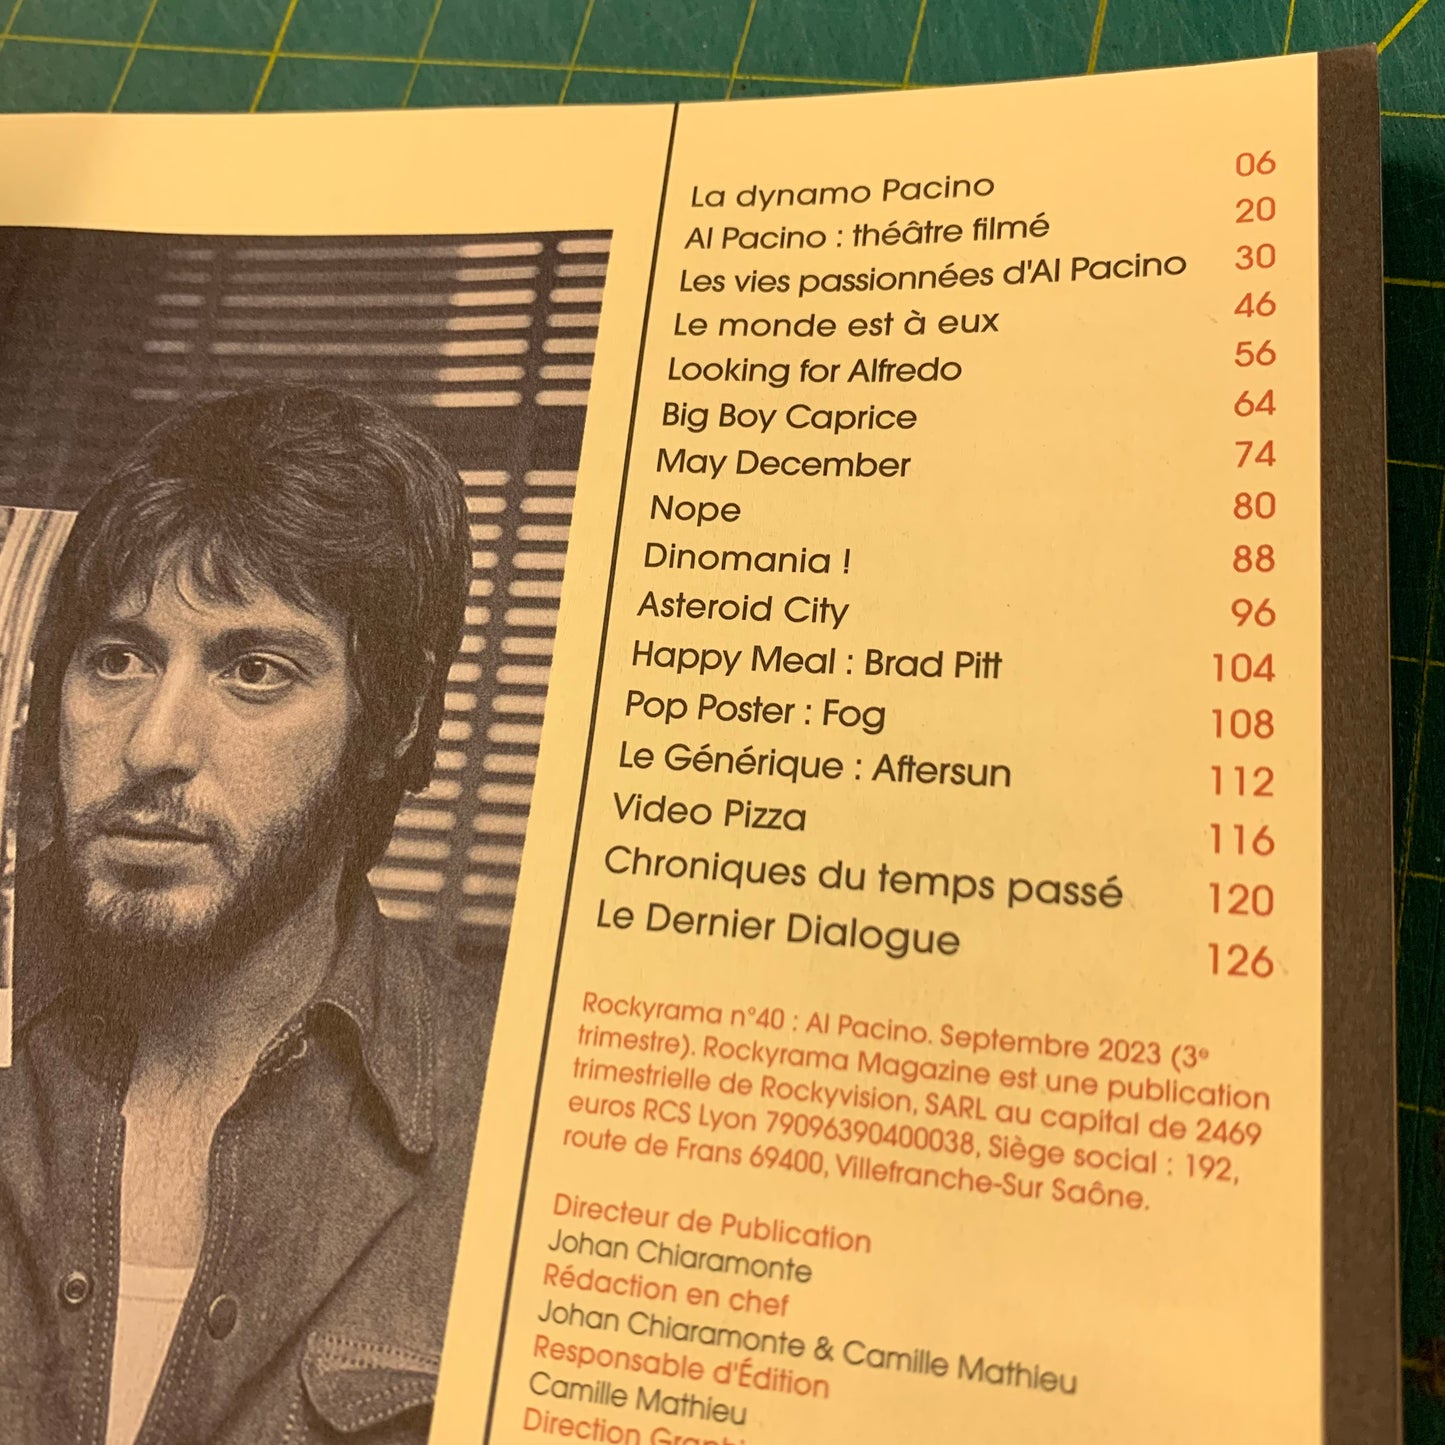 La dynamo Pacino 06
Al Pacino : théâtre filmé 20
Les vies passionnées d'Al Pacino 30
Le monde est à eux 46
Looking for Alfredo 56
Big Boy Caprice 64
May December 74
Nope 80
Dinomania ! 88
Asteroid City 96
Happy Meal : Brad Pitt 104
Pop Poster : Fog 108
Le Générique : Aftersun 112
Video Pizza 116
Chroniques du temps passé 120
Le Dernier Dialogue 126
Rockyrama n°40 : Al Pacino. Septembre 2023 (3e
trimestre). Rockyrama Magazine est une publication
trimestrielle de Rockyvision, SARL au capital de 2469
euros RCS Lyon 79096390400038, Siège social : 192,
route de Frans 69400, Villefranche-Sur Saône.
Directeur de Publication
Johan Chiaramonte
Rédaction en chef
Johan Chiaramonte & Camille Mathieu
Responsable d'Édition
Camille Mathieu
Direction